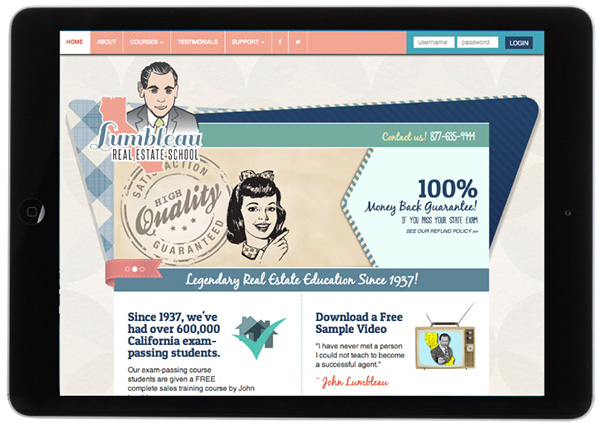 HOME ABOUT COURSES TESTIMONIALS SUPPORT f username password LOGIN
Lumbleau
REAL ESTATE SCHOOL
Contact us! 877-635-4444
SATISFACTION
HIGH
Quality
GUARANTEED
100%
Money Back Guarantee!
IF YOU PASS YOUR STATE EXAM
SEE OUR REFUND POLICY >>
Legendary Real Estate Education Since 1937!
Since 1937, we've
had over 600,000
California exam-
passing students.
Our exam-passing course
students are given a FREE
complete sales training course by John
Download a Free
Sample Video
"I have never met a person
I could not teach to become
a successful agent."
~ John Lumbleau